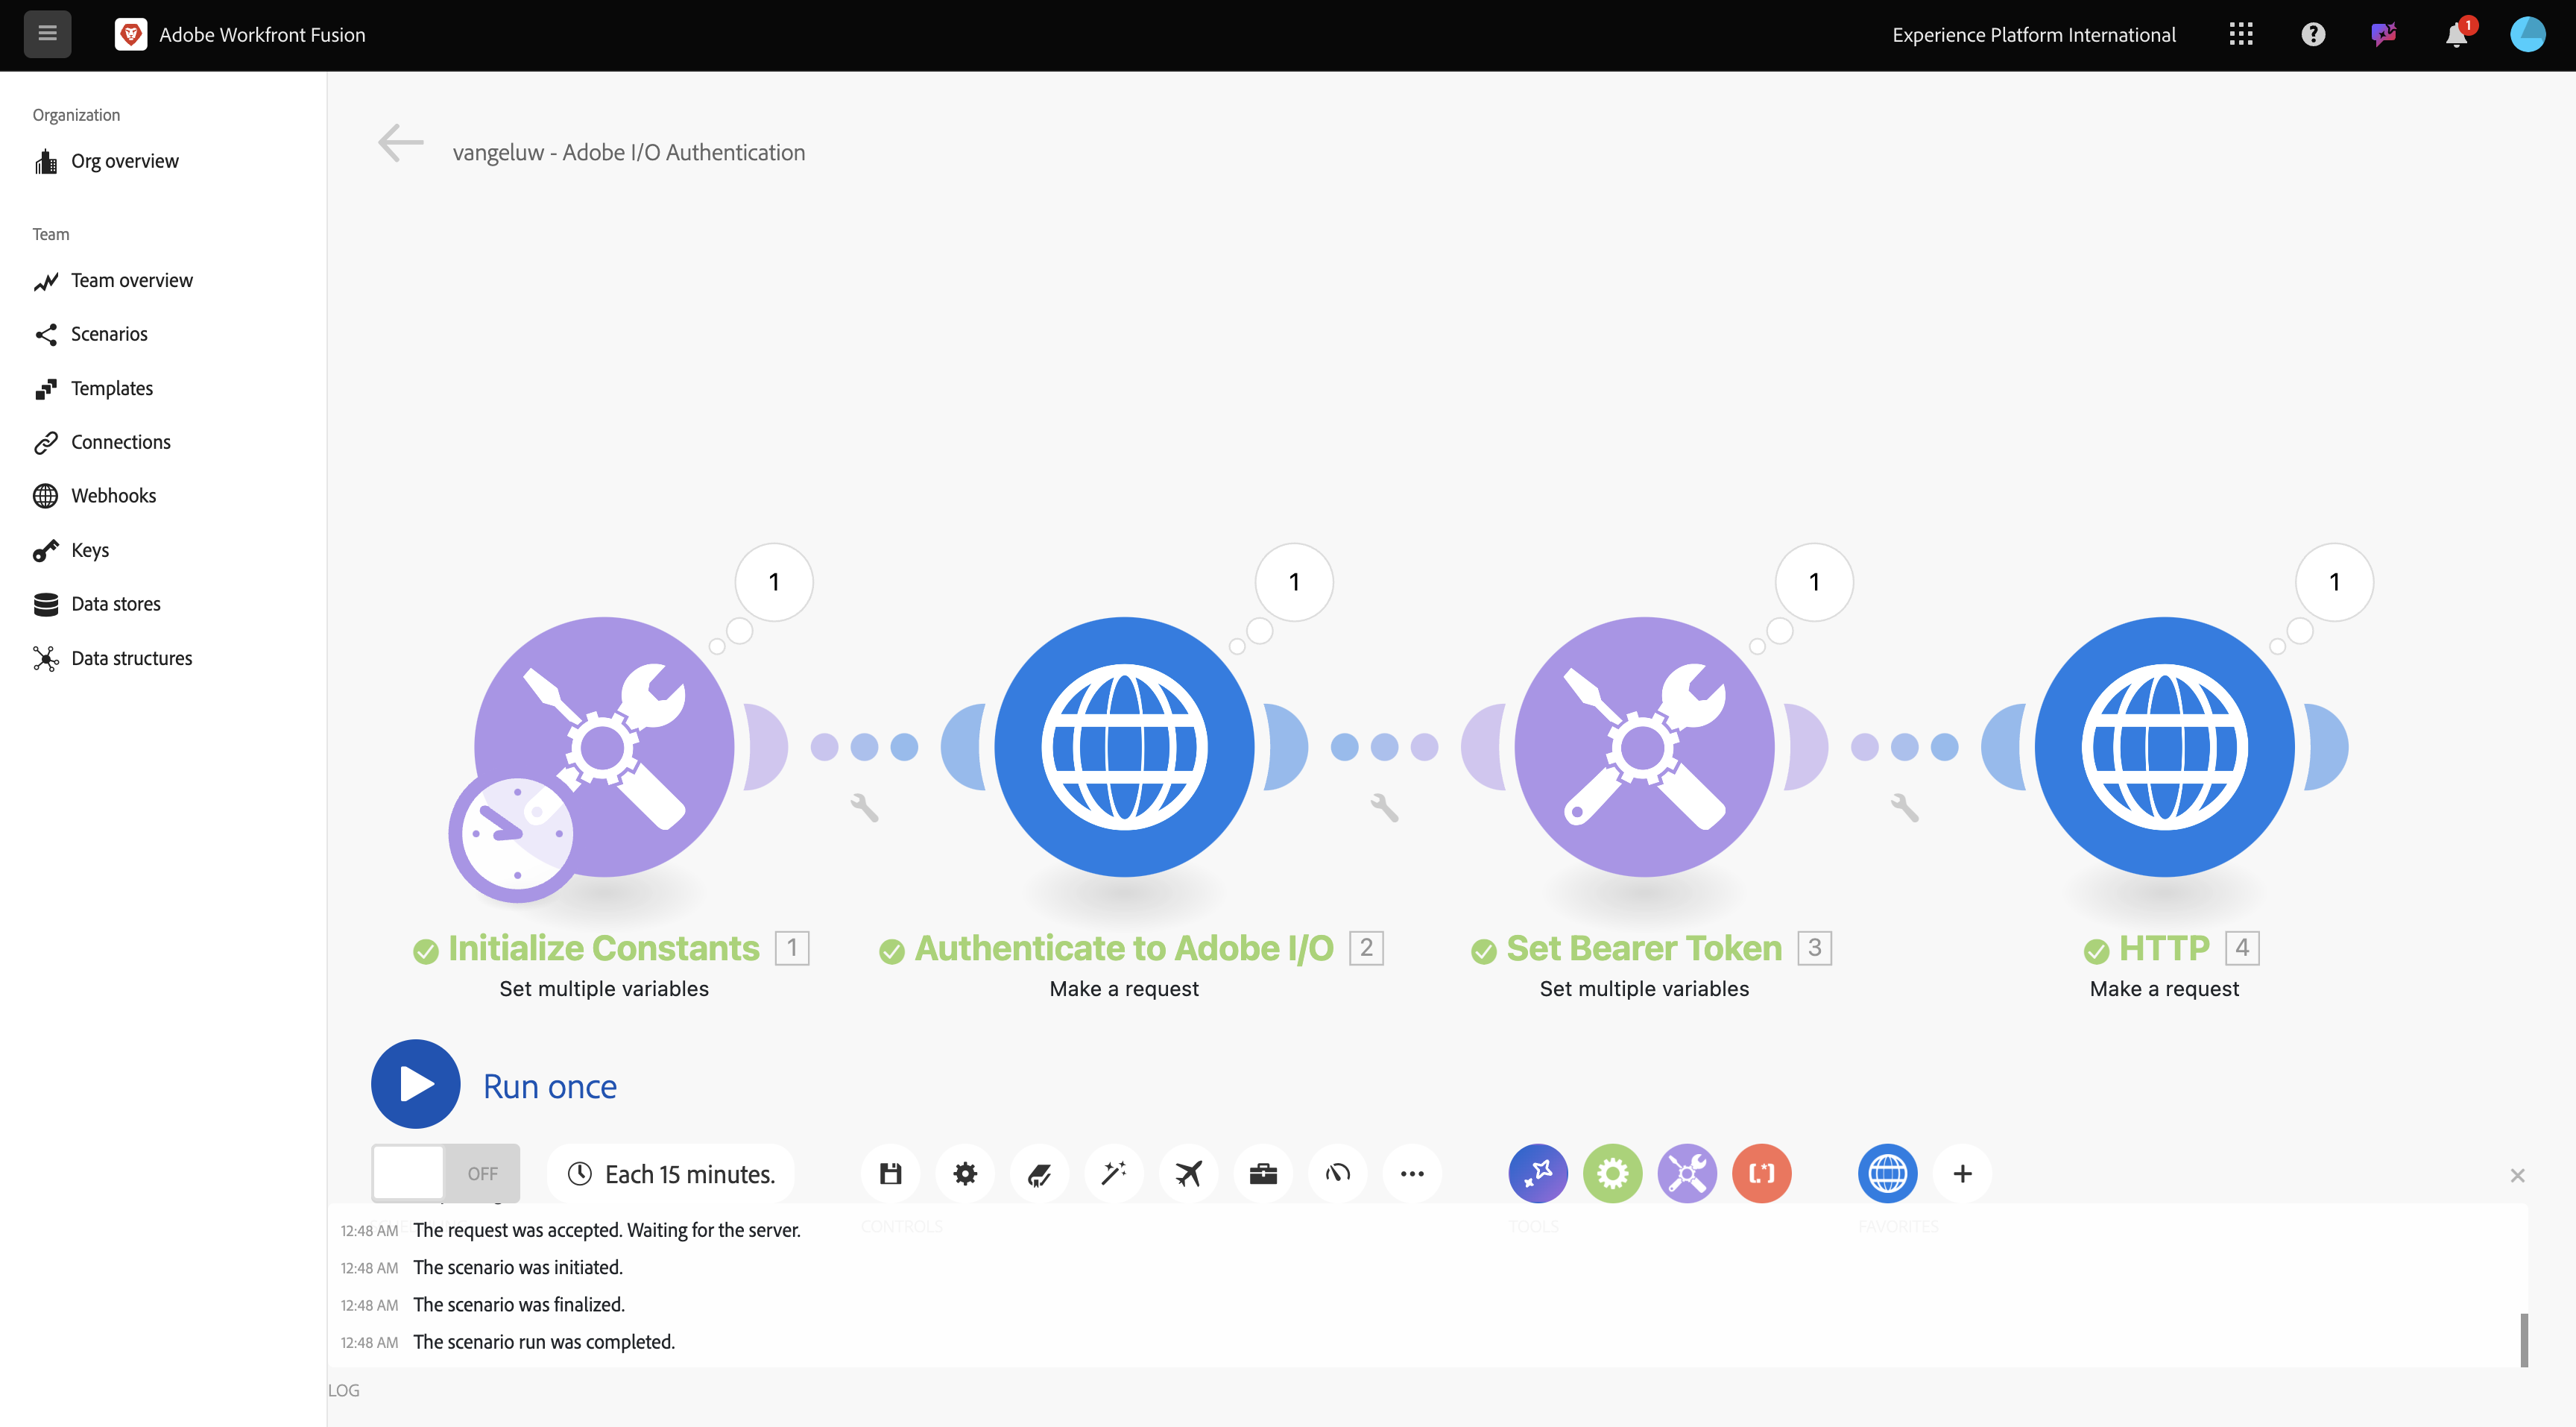 Adobe Workfront Fusion
Experience Platform International
1
Organization
Org overview
Team
Team overview
Scenarios
Templates
Connections
Webhooks
Keys
Data stores
Data structures
vangeluw - Adobe I/O Authentication
1
1
1
1
Initialize Constants 1
Set multiple variables
Authenticate to Adobe I/O 2
Make a request
Set Bearer Token 3
Set multiple variables
HTTP 4
Make a request
Run once
OFF
Each 15 minutes.
CONTROLS
TOOLS
FAVORITES
12:48 AM The request was accepted. Waiting for the server.
12:48 AM The scenario was initiated.
12:48 AM The scenario was finalized.
12:48 AM The scenario run was completed.
LOG